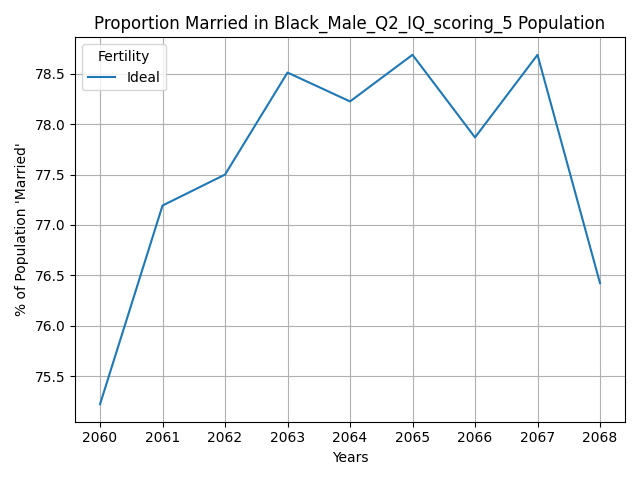 Proportion Married in Black_Male_Q2_IQ_scoring_5 Population
Fertility
Ideal
% of Population 'Married'
78.5
78.0
77.5
77.0
76.5
76.0
75.5
2060 2061 2062 2063 2064 2065 2066 2067 2068
Years